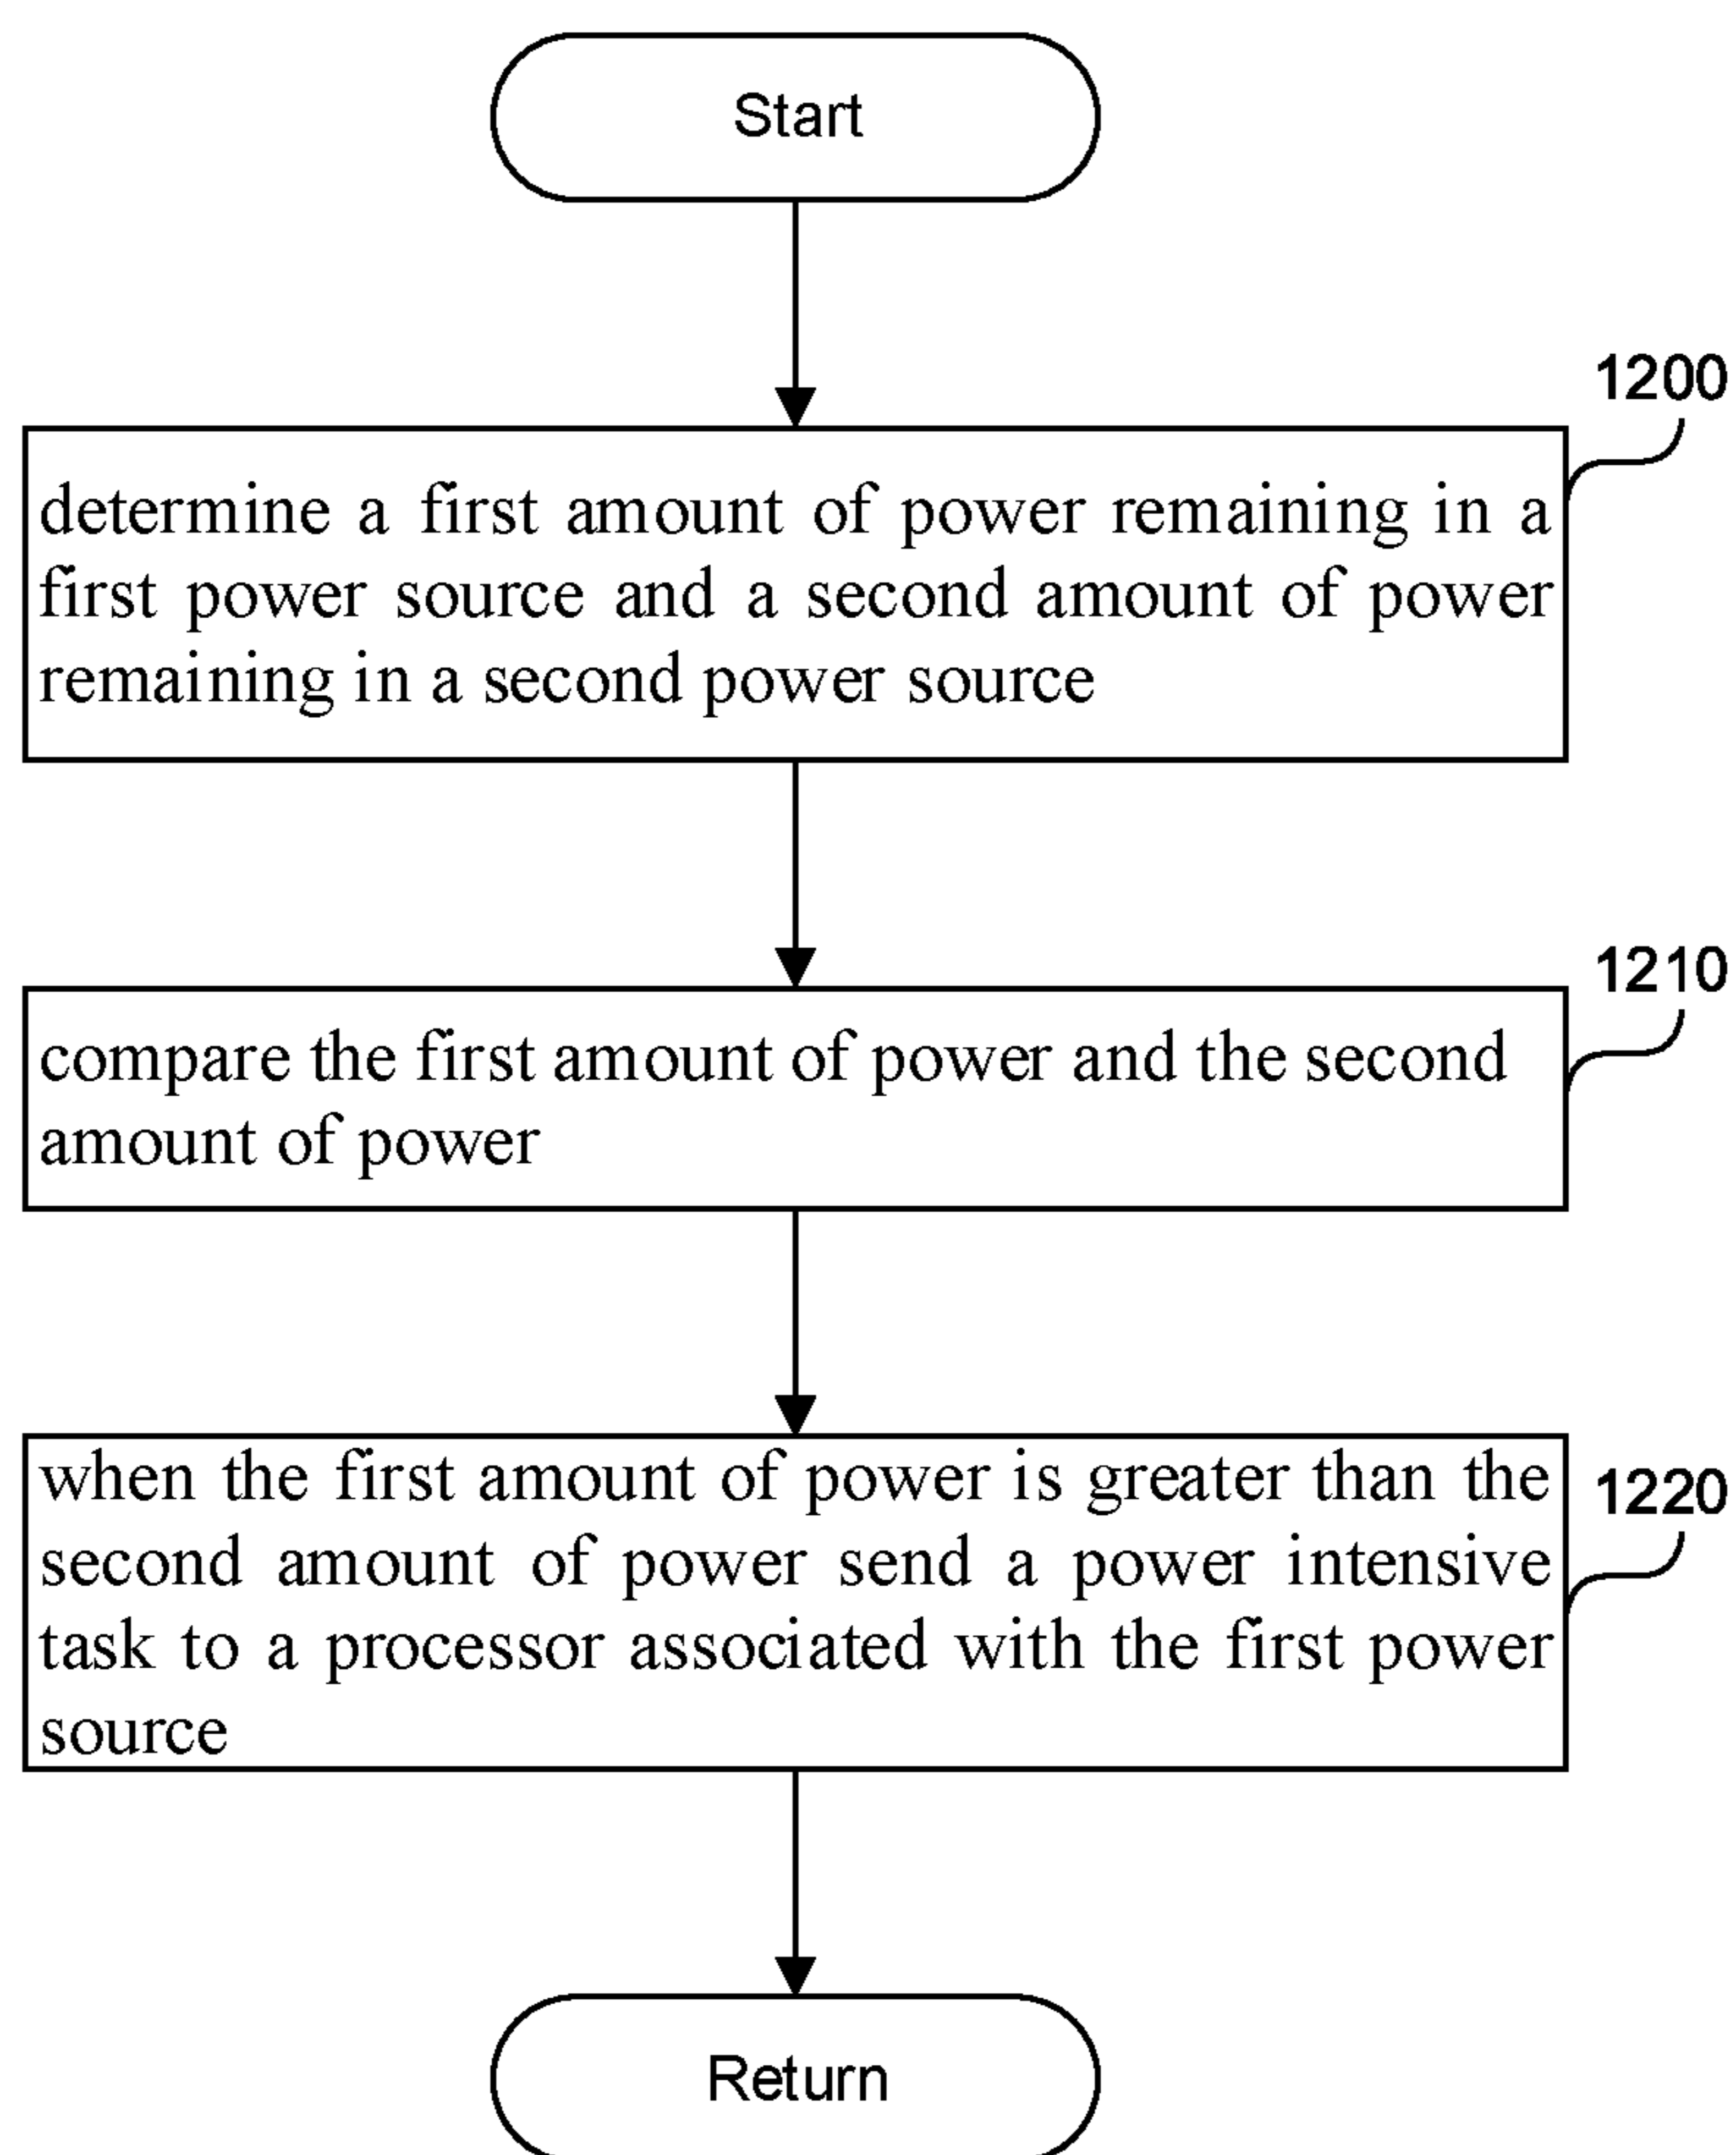 Start
1200
determine a first amount of power remaining in a
first power source and a second amount of power
remaining in a second power source
1210
compare the first amount of power and the second
amount of power
when the first amount of power is greater than the
1220
second amount of power send a power intensive
task to a processor associated with the first power
source
Return